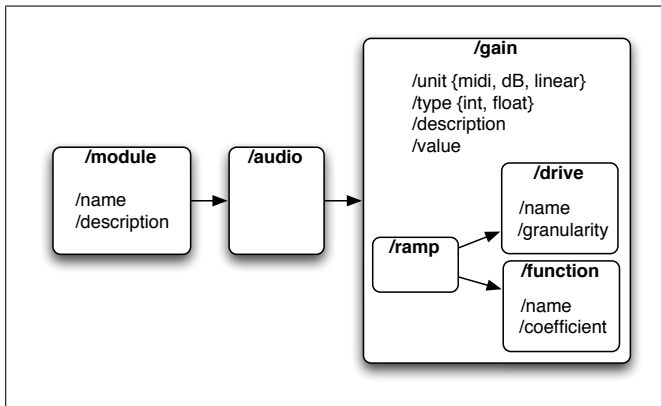 /module
/name
/description
/audio
/gain
/unit {midi, dB, linear}
/type {int, float}
/description
/value
/ramp
/drive
/name
/granularity
/function
/name
/coefficient